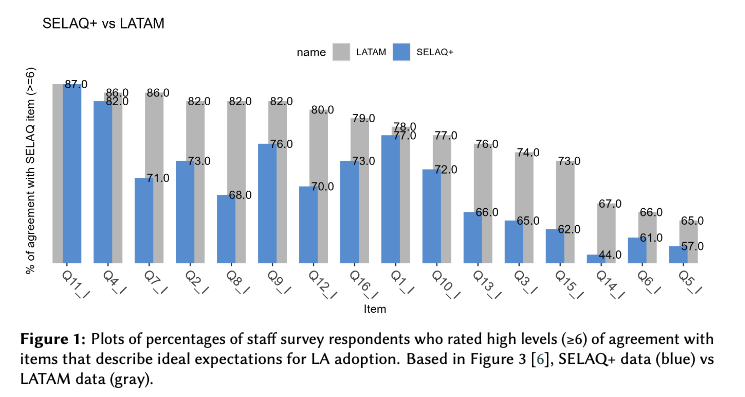 SELAQ+ vs LATAM
name LATAM SELAQ+
% of agreement with SELAQ item (>=6)
87.0 86.0 86.0 82.0 82.0 82.0 80.0 79.0 78.0 77.0 76.0 74.0 73.0 67.0 66.0 65.0
82.0 71.0 73.0 68.0 76.0 70.0 73.0 77.0 72.0 66.0 65.0 62.0 44.0 61.0 57.0
Q11_I Q4_I Q7_I Q2_I Q8_I Q9_I Q12_I Q16_I Q1_I Q10_I Q13_I Q3_I Q15_I Q14_I Q6_I Q5_I
Item
Figure 1: Plots of percentages of staff survey respondents who rated high levels (≥6) of agreement with
items that describe ideal expectations for LA adoption. Based in Figure 3 [6], SELAQ+ data (blue) vs
LATAM data (gray).